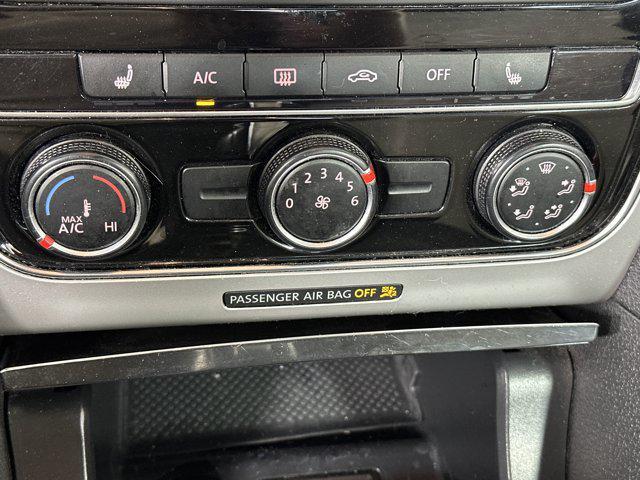 A/C
OFF
MAX
A/C
HI
0 1 2 3 4 5 6
PASSENGER AIR BAG OFF